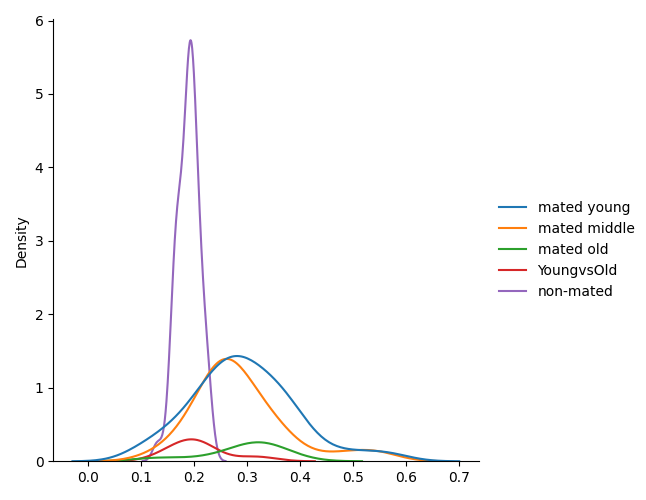 6
5
4
3
2
1
0
Density
0.0 0.1 0.2 0.3 0.4 0.5 0.6 0.7
mated young
mated middle
mated old
YoungvsOld
non-mated